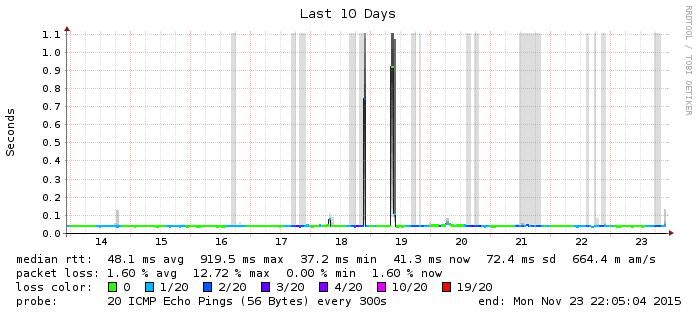 Last 10 Days
RRDTOOL / TOBI OETIKER
Seconds
1.1
1.0
0.9
0.8
0.7
0.6
0.5
0.4
0.3
0.2
0.1
0.0
14 15 16 17 18 19 20 21 22 23
median rtt: 48.1 ms avg 919.5 ms max 37.2 ms min 41.3 ms now 72.4 ms sd 664.4 m am/s
packet loss: 1.60 % avg 12.72 % max 0.00 % min 1.60 % now
loss color: 0 1/20 2/20 3/20 4/20 10/20 19/20
probe: 20 ICMP Echo Pings (56 Bytes) every 300s end: Mon Nov 23 22:05:04 2015